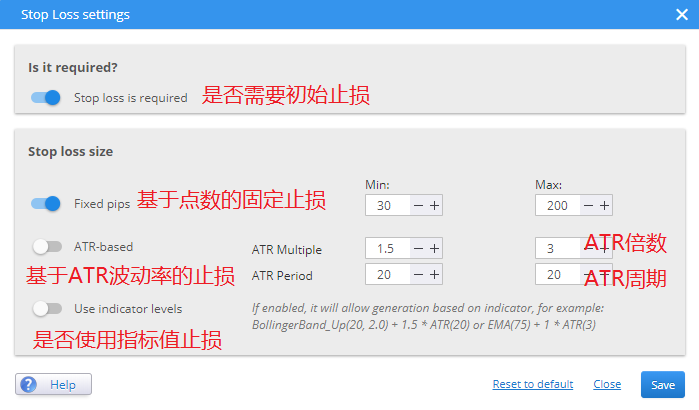 Stop Loss settings
Is it required?
Stop loss is required 是否需要初始止损
Stop loss size
Min: Max:
Fixed pips 基于点数的固定止损 30 200
ATR-based ATR Multiple 1.5 3 ATR倍数
基于ATR波动率的止损 ATR Period 20 20 ATR周期
Use indicator levels If enabled, it will allow generation based on indicator, for example:
BollingerBand_Up(20, 2.0) + 1.5 * ATR(20) or EMA(75) + 1 * ATR(3)
是否使用指标值止损
? Help Reset to default Close Save